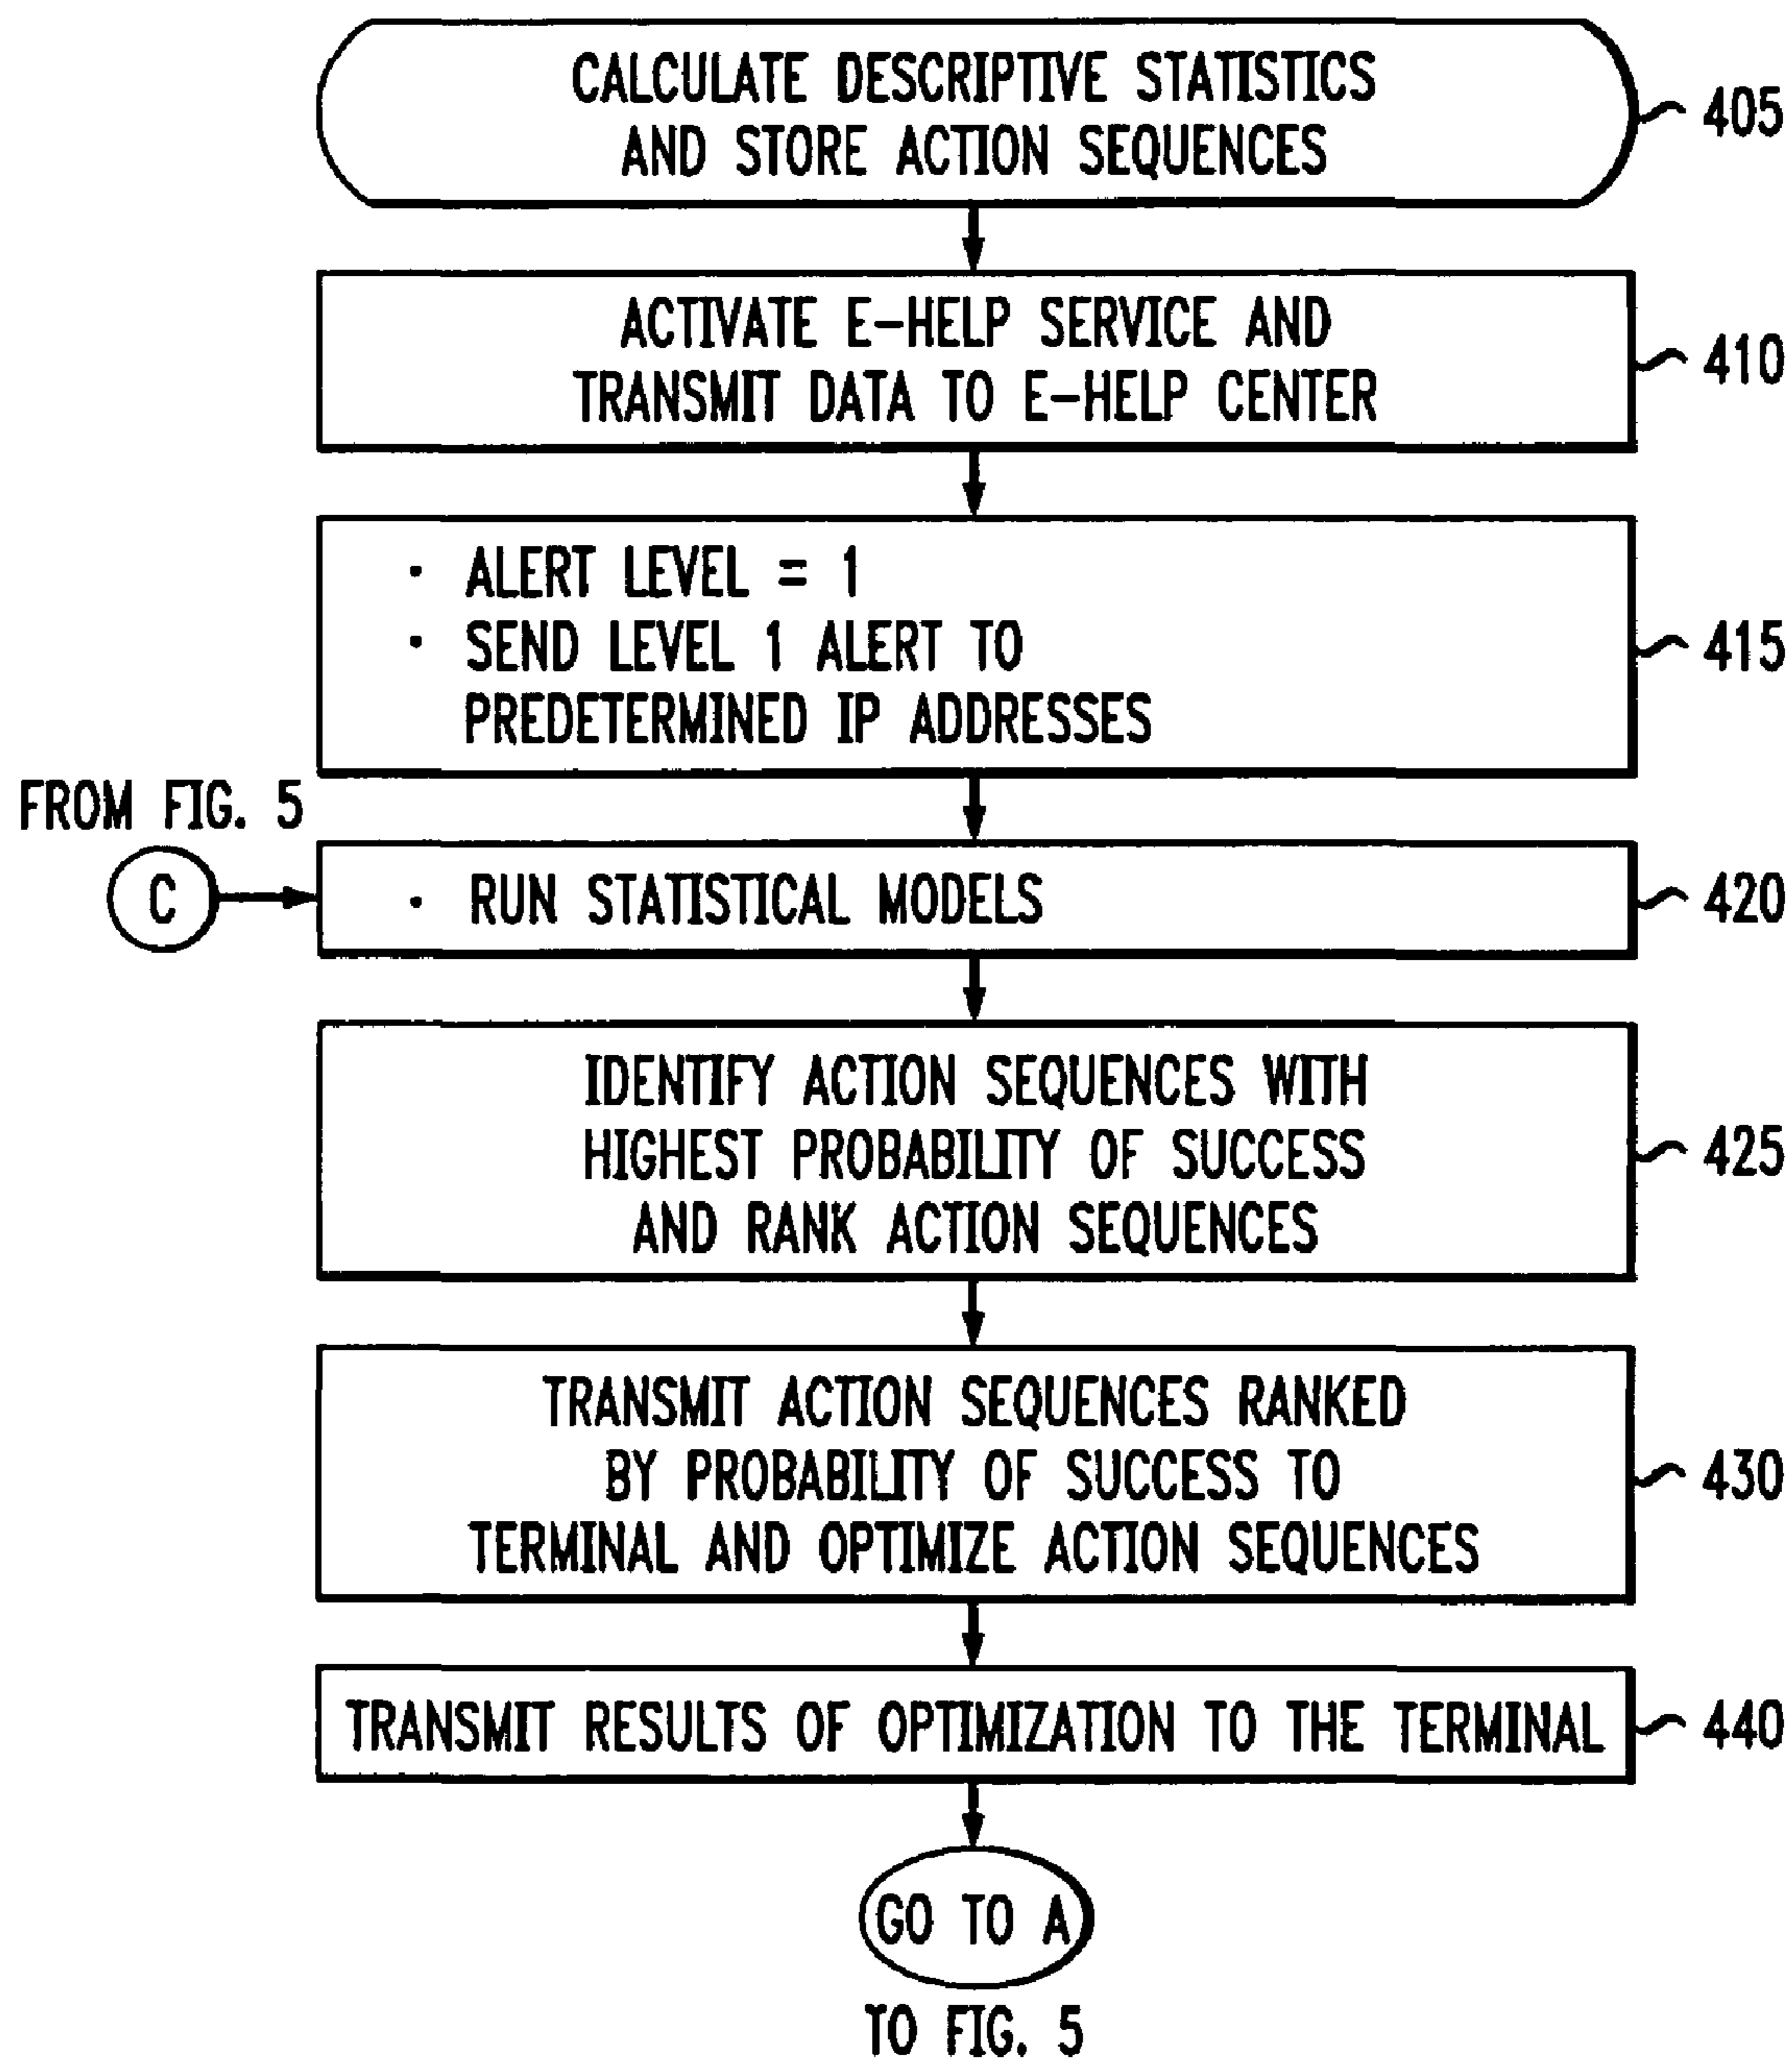 CALCULATE DESCRIPTIVE STATISTICS
AND STORE ACTION SEQUENCES
405
ACTIVATE E-HELP SERVICE AND
TRANSMIT DATA TO E-HELP CENTER
410
· ALERT LEVEL = 1
· SEND LEVEL 1 ALERT TO
PREDETERMINED IP ADDRESSES
415
FROM FIG. 5
C
· RUN STATISTICAL MODELS
420
IDENTIFY ACTION SEQUENCES WITH
HIGHEST PROBABILITY OF SUCCESS
AND RANK ACTION SEQUENCES
425
TRANSMIT ACTION SEQUENCES RANKED
BY PROBABILITY OF SUCCESS TO
TERMINAL AND OPTIMIZE ACTION SEQUENCES
430
TRANSMIT RESULTS OF OPTIMIZATION TO THE TERMINAL
440
GO TO A
TO FIG. 5